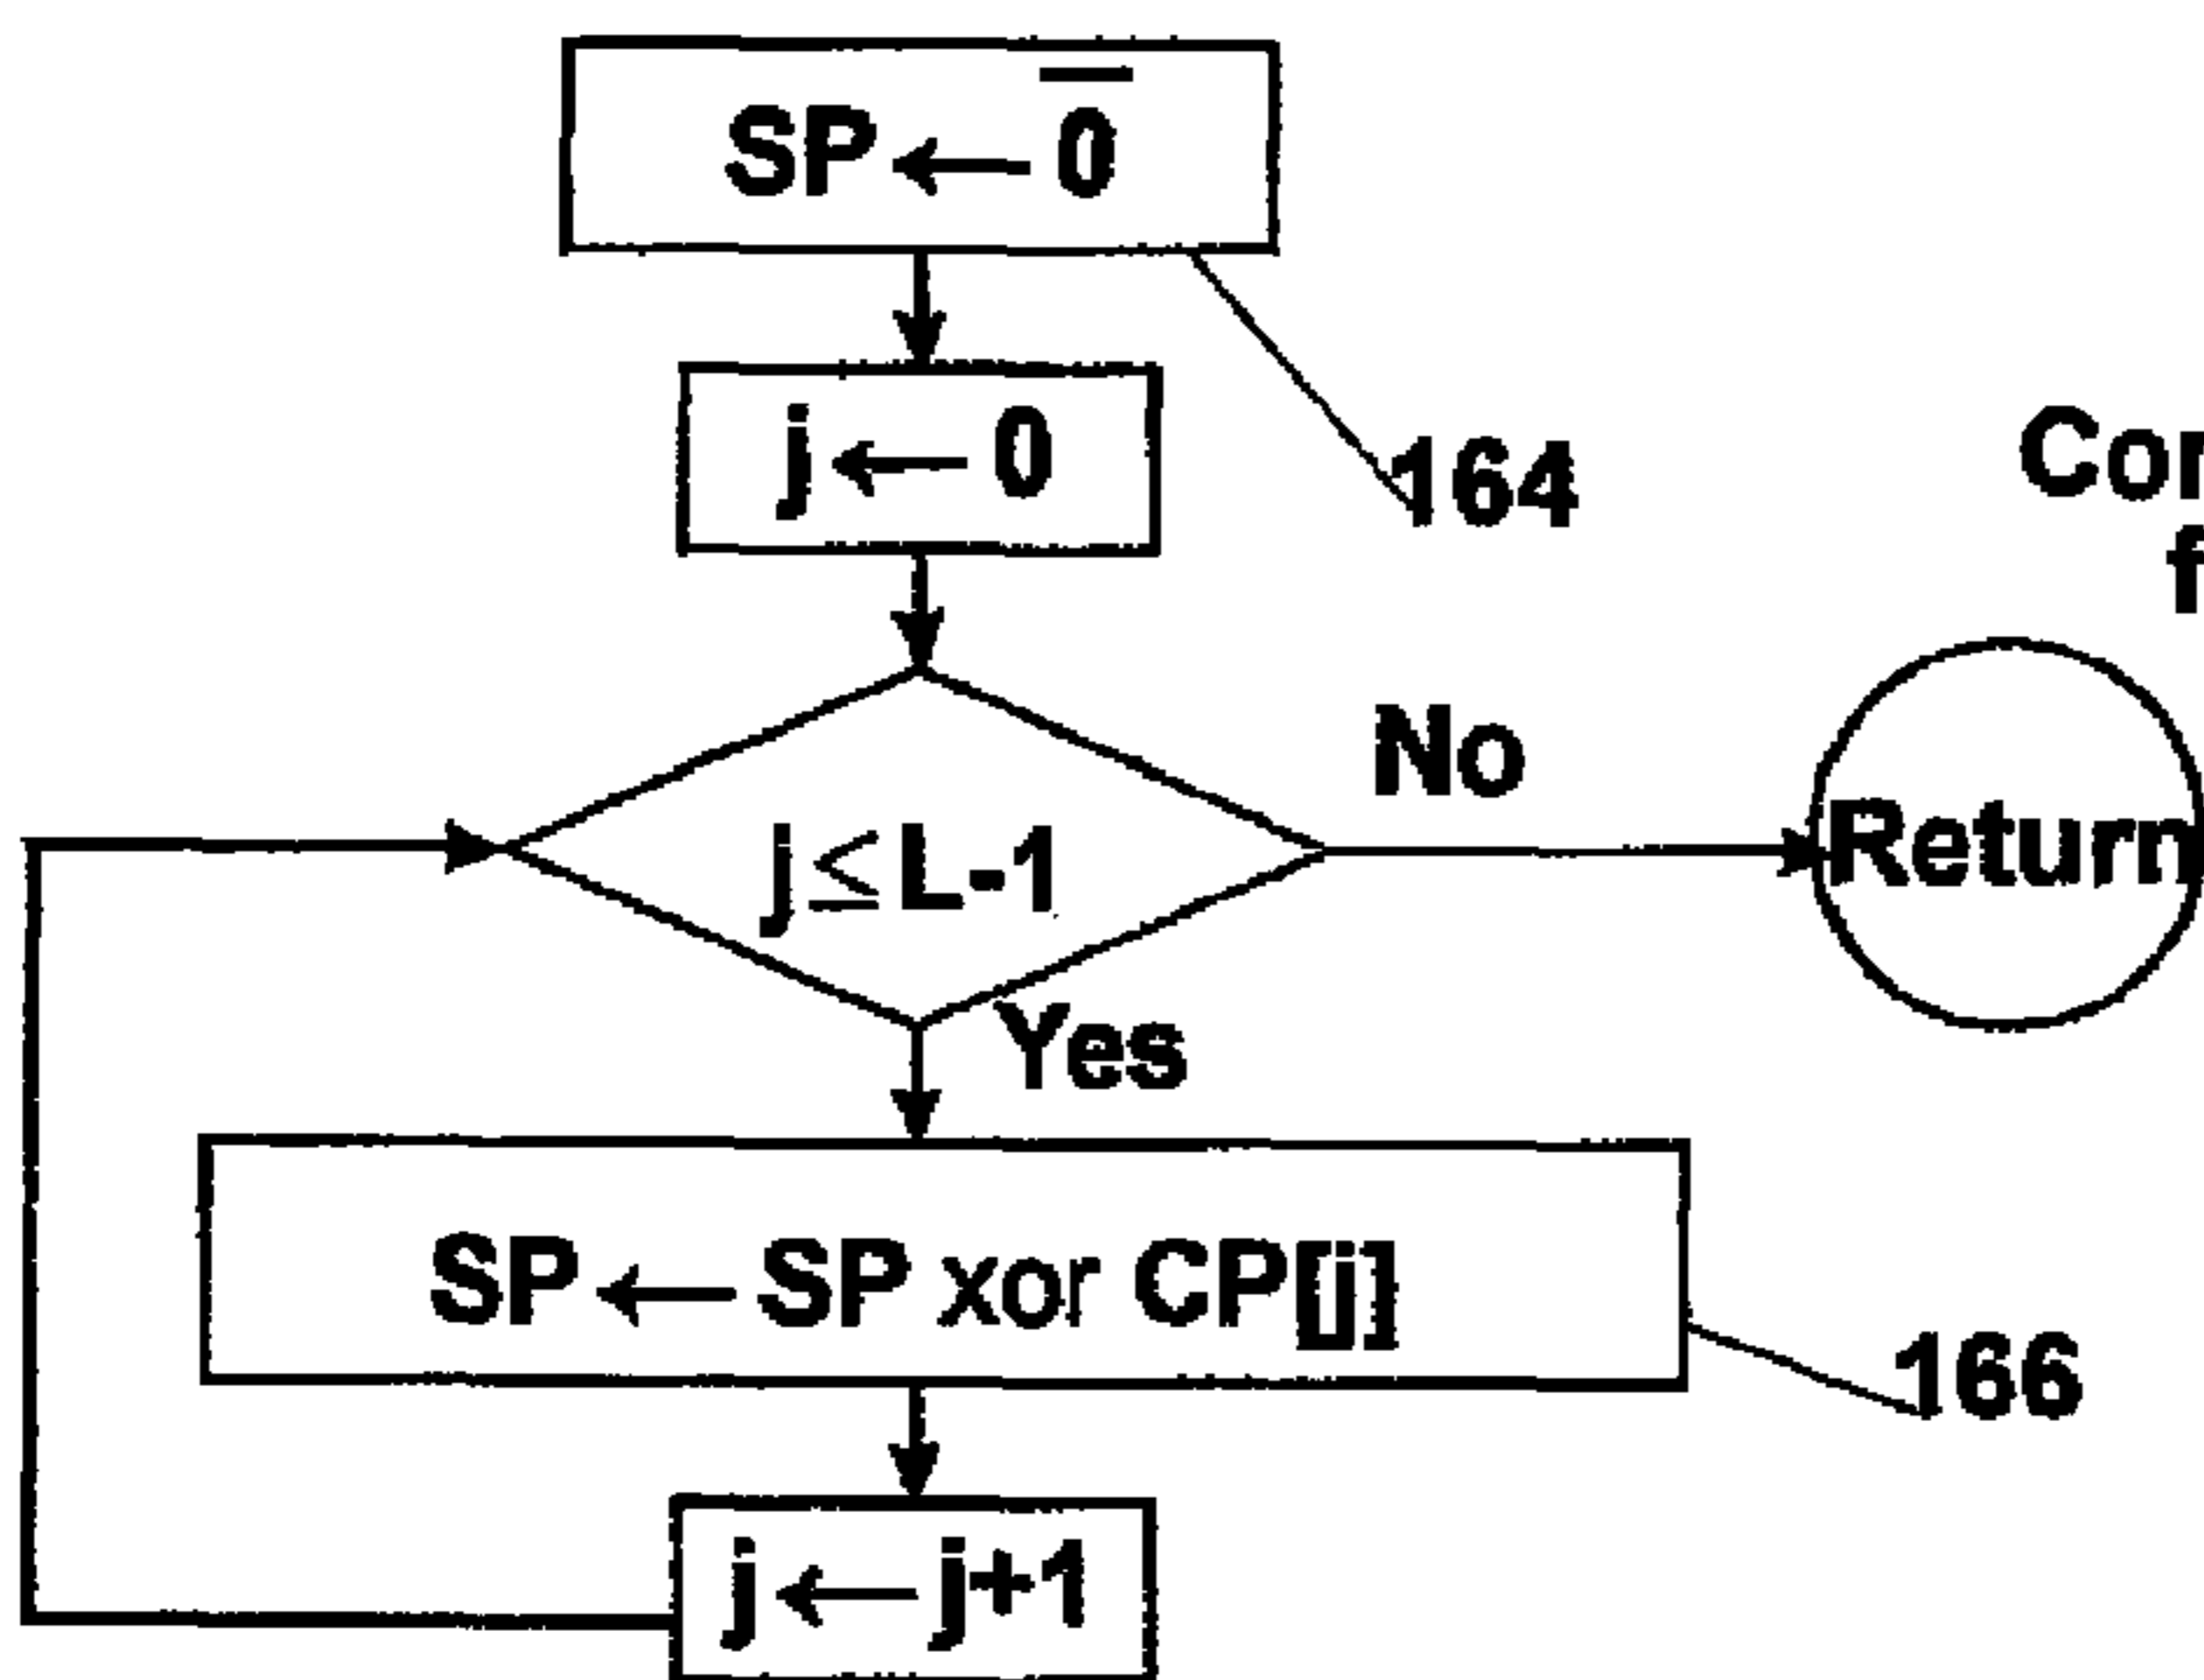 SP ← 0̅
j ← 0
164
No
j ≤ L-1
Return
Yes
SP ← SP xor CP[j]
166
j ← j+1